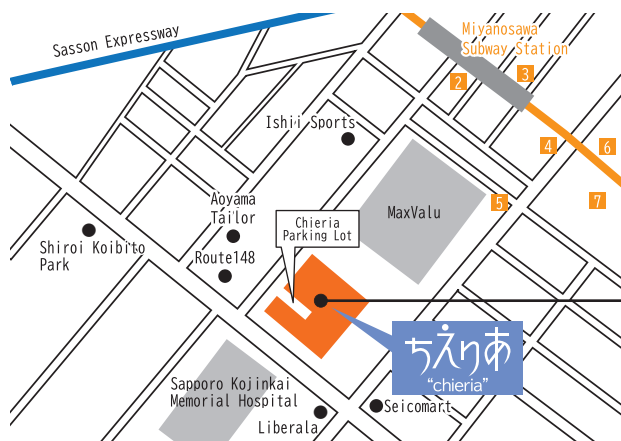 Sasson Expressway
Miyanosawa
Subway Station
2
3
4
6
7
5
Ishii Sports
MaxValu
Aoyama
Tailor
Chieria
Parking Lot
Shiroi Koibito
Park
Route148
ちえりあ
“chieria”
Sapporo Kojinkai
Memorial Hospital
Liberala
Seicomart